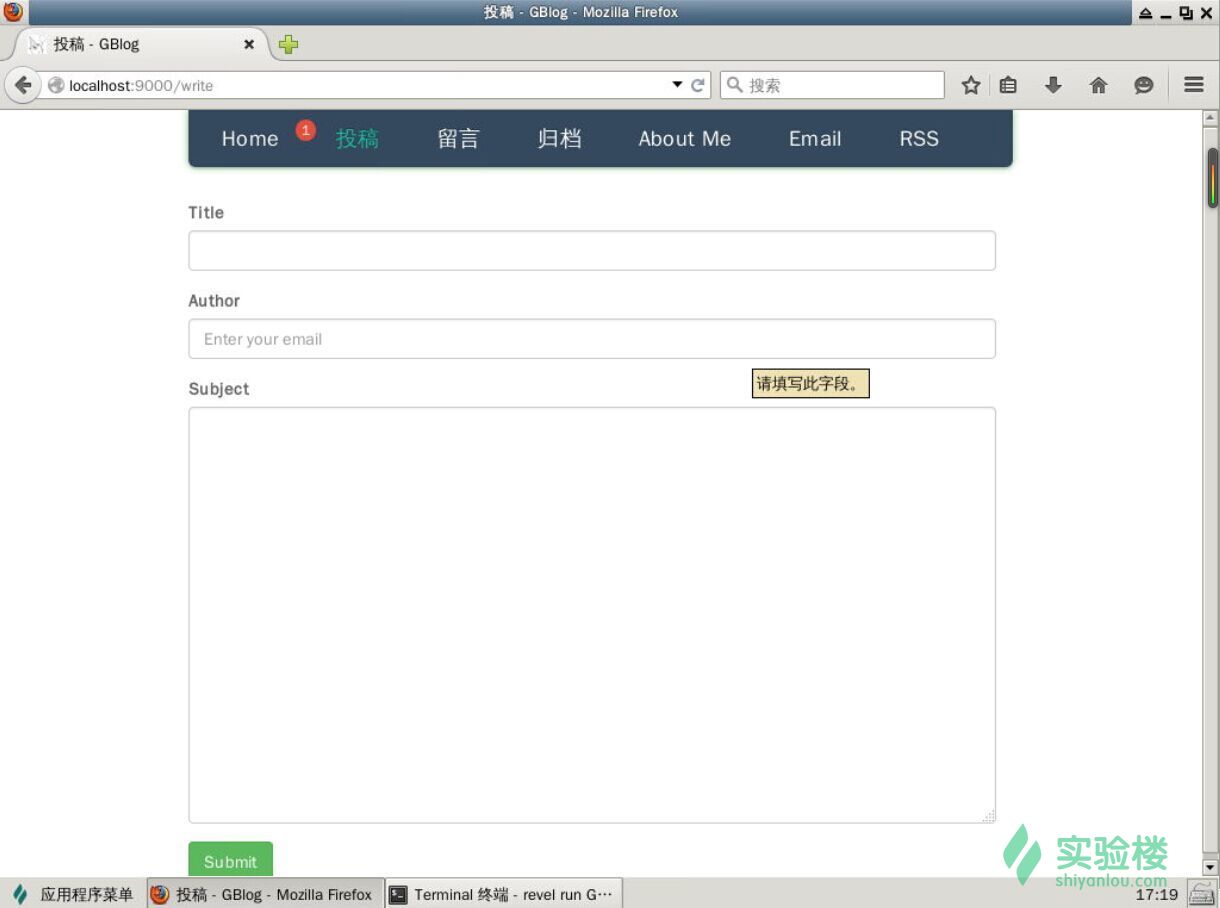 投稿 - GBlog - Mozilla Firefox
投稿 - GBlog
localhost:9000/write
搜索
Home 1 投稿 留言 归档 About Me Email RSS
Title
Author
Enter your email
请填写此字段。
Subject
Submit
实验楼
shiyanlou.com
应用程序菜单 投稿 - GBlog - Mozilla Firefox Terminal 终端 - revel run G⋯ 17:19